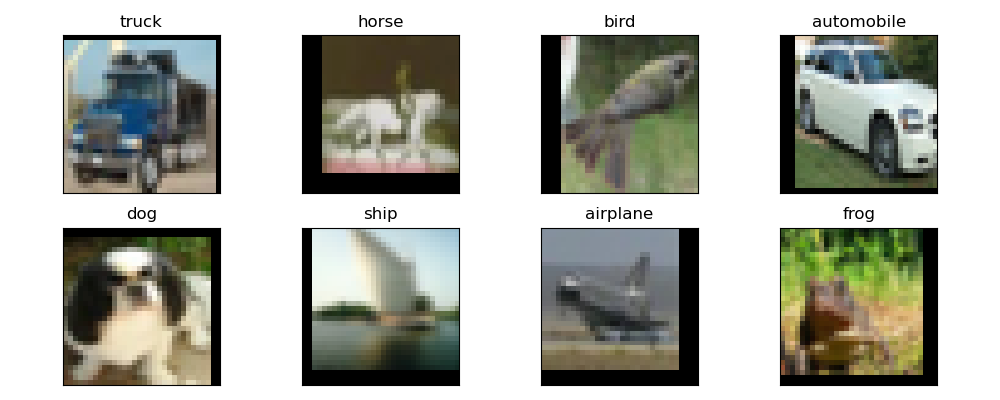 truck horse bird automobile
dog ship airplane frog